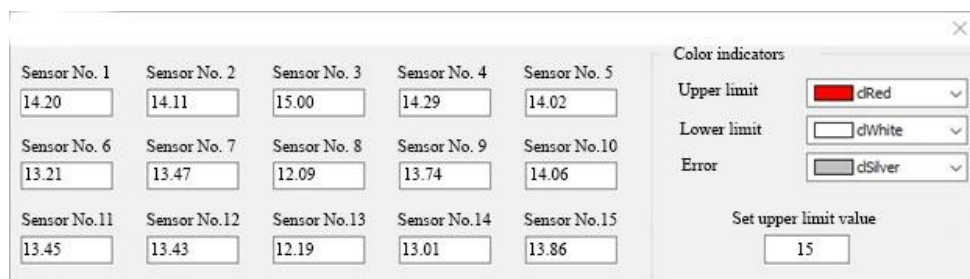 Color indicators
Sensor No. 1 Sensor No. 2 Sensor No. 3 Sensor No. 4 Sensor No. 5
14.20 14.11 15.00 14.29 14.02
Upper limit clRed
Lower limit clWhite
Error clSilver
Sensor No. 6 Sensor No. 7 Sensor No. 8 Sensor No. 9 Sensor No.10
13.21 13.47 12.09 13.74 14.06
Sensor No.11 Sensor No.12 Sensor No.13 Sensor No.14 Sensor No.15
13.45 13.43 12.19 13.01 13.86
Set upper limit value
15